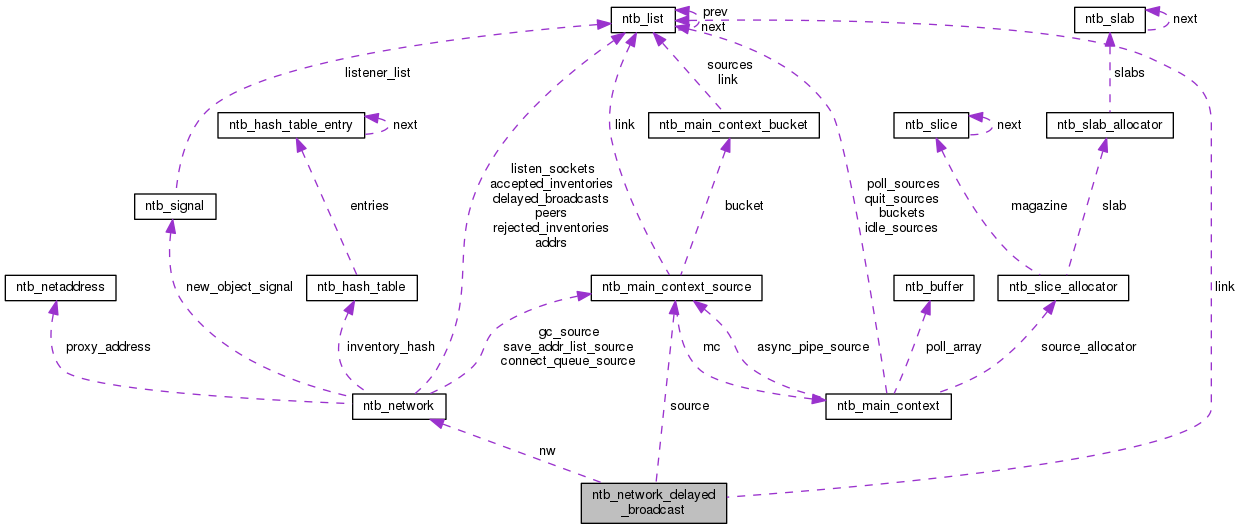 ntb_list
prev
next
ntb_slab
next
listener_list
sources
link
slabs
ntb_hash_table_entry
next
link
ntb_main_context_bucket
ntb_slice
next
ntb_slab_allocator
ntb_signal
entries
listen_sockets
accepted_inventories
delayed_broadcasts
peers
rejected_inventories
addrs
bucket
poll_sources
quit_sources
buckets
idle_sources
magazine
slab
ntb_netaddress
new_object_signal
ntb_hash_table
ntb_main_context_source
ntb_buffer
ntb_slice_allocator
link
proxy_address
inventory_hash
gc_source
save_addr_list_source
connect_queue_source
mc
async_pipe_source
poll_array
source_allocator
ntb_network
source
ntb_main_context
nw
ntb_network_delayed
_broadcast